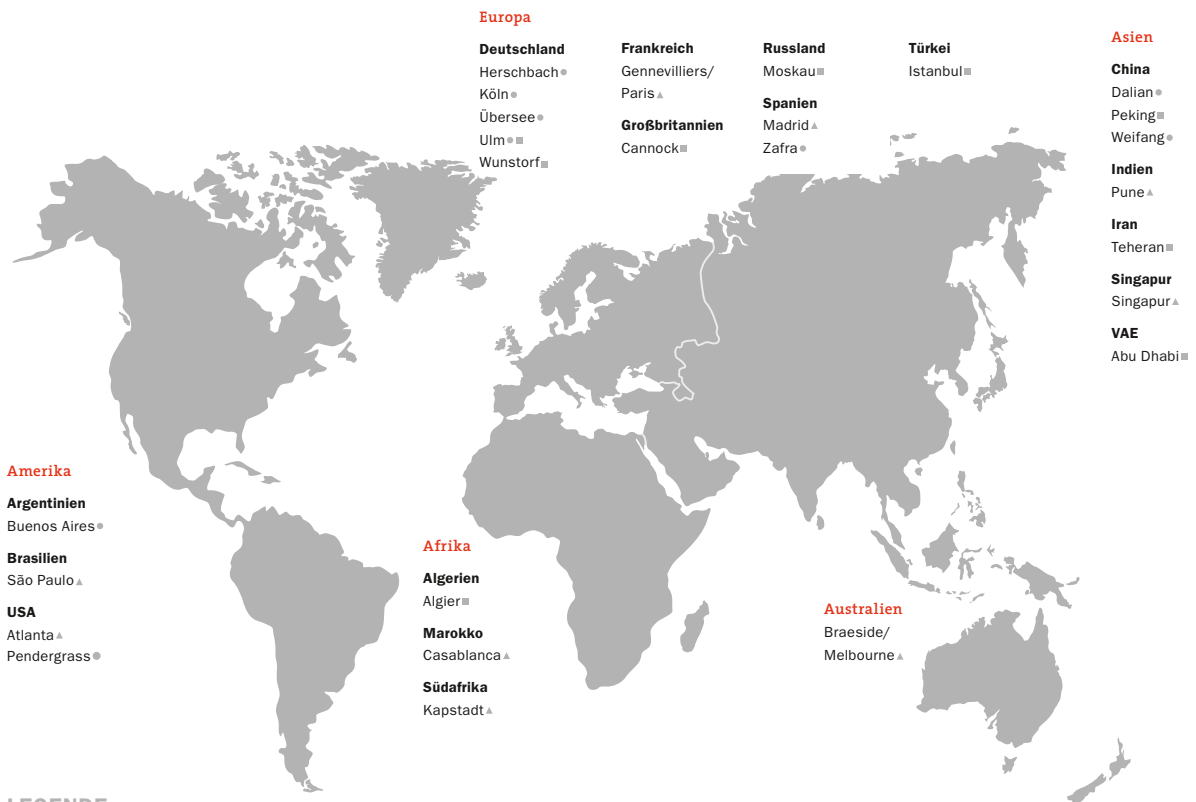 Europa
Deutschland
Herschbach
Köln
Übersee
Ulm
Wunstorf
Frankreich
Gennevilliers/
Paris
Großbritannien
Cannock
Russland
Moskau
Spanien
Madrid
Zafra
Türkei
Istanbul
Asien
China
Dalian
Peking
Weifang
Indien
Pune
Iran
Teheran
Singapur
Singapur
VAE
Abu Dhabi
Amerika
Argentinien
Buenos Aires
Brasilien
São Paulo
USA
Atlanta
Pendergrass
Afrika
Algerien
Algier
Marokko
Casablanca
Südafrika
Kapstadt
Australien
Braeside/
Melbourne
LEGENDE